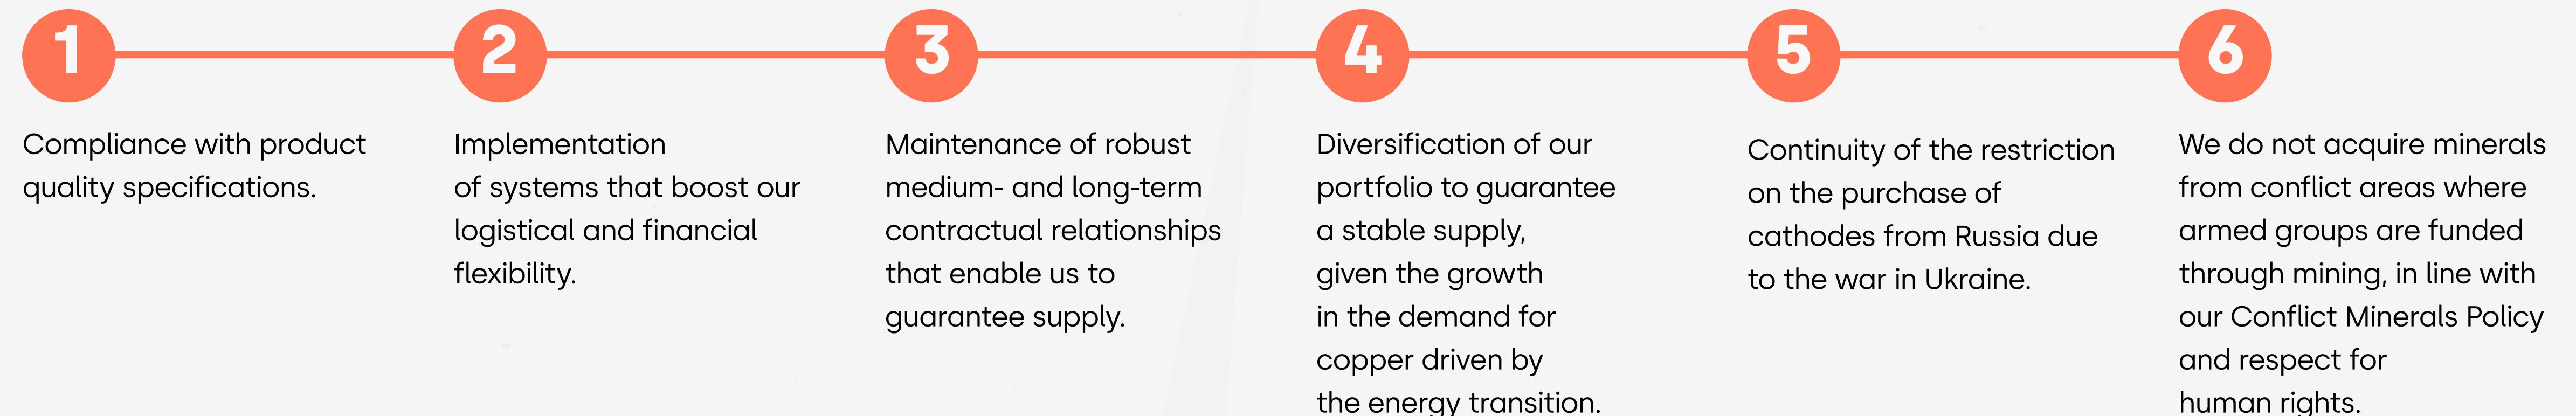 1
Compliance with product
quality specifications.
2
Implementation
of systems that boost our
logistical and financial
flexibility.
3
Maintenance of robust
medium- and long-term
contractual relationships
that enable us to
guarantee supply.
4
Diversification of our
portfolio to guarantee
a stable supply,
given the growth
in the demand for
copper driven by
the energy transition.
5
Continuity of the restriction
on the purchase of
cathodes from Russia due
to the war in Ukraine.
6
We do not acquire minerals
from conflict areas where
armed groups are funded
through mining, in line with
our Conflict Minerals Policy
and respect for
human rights.